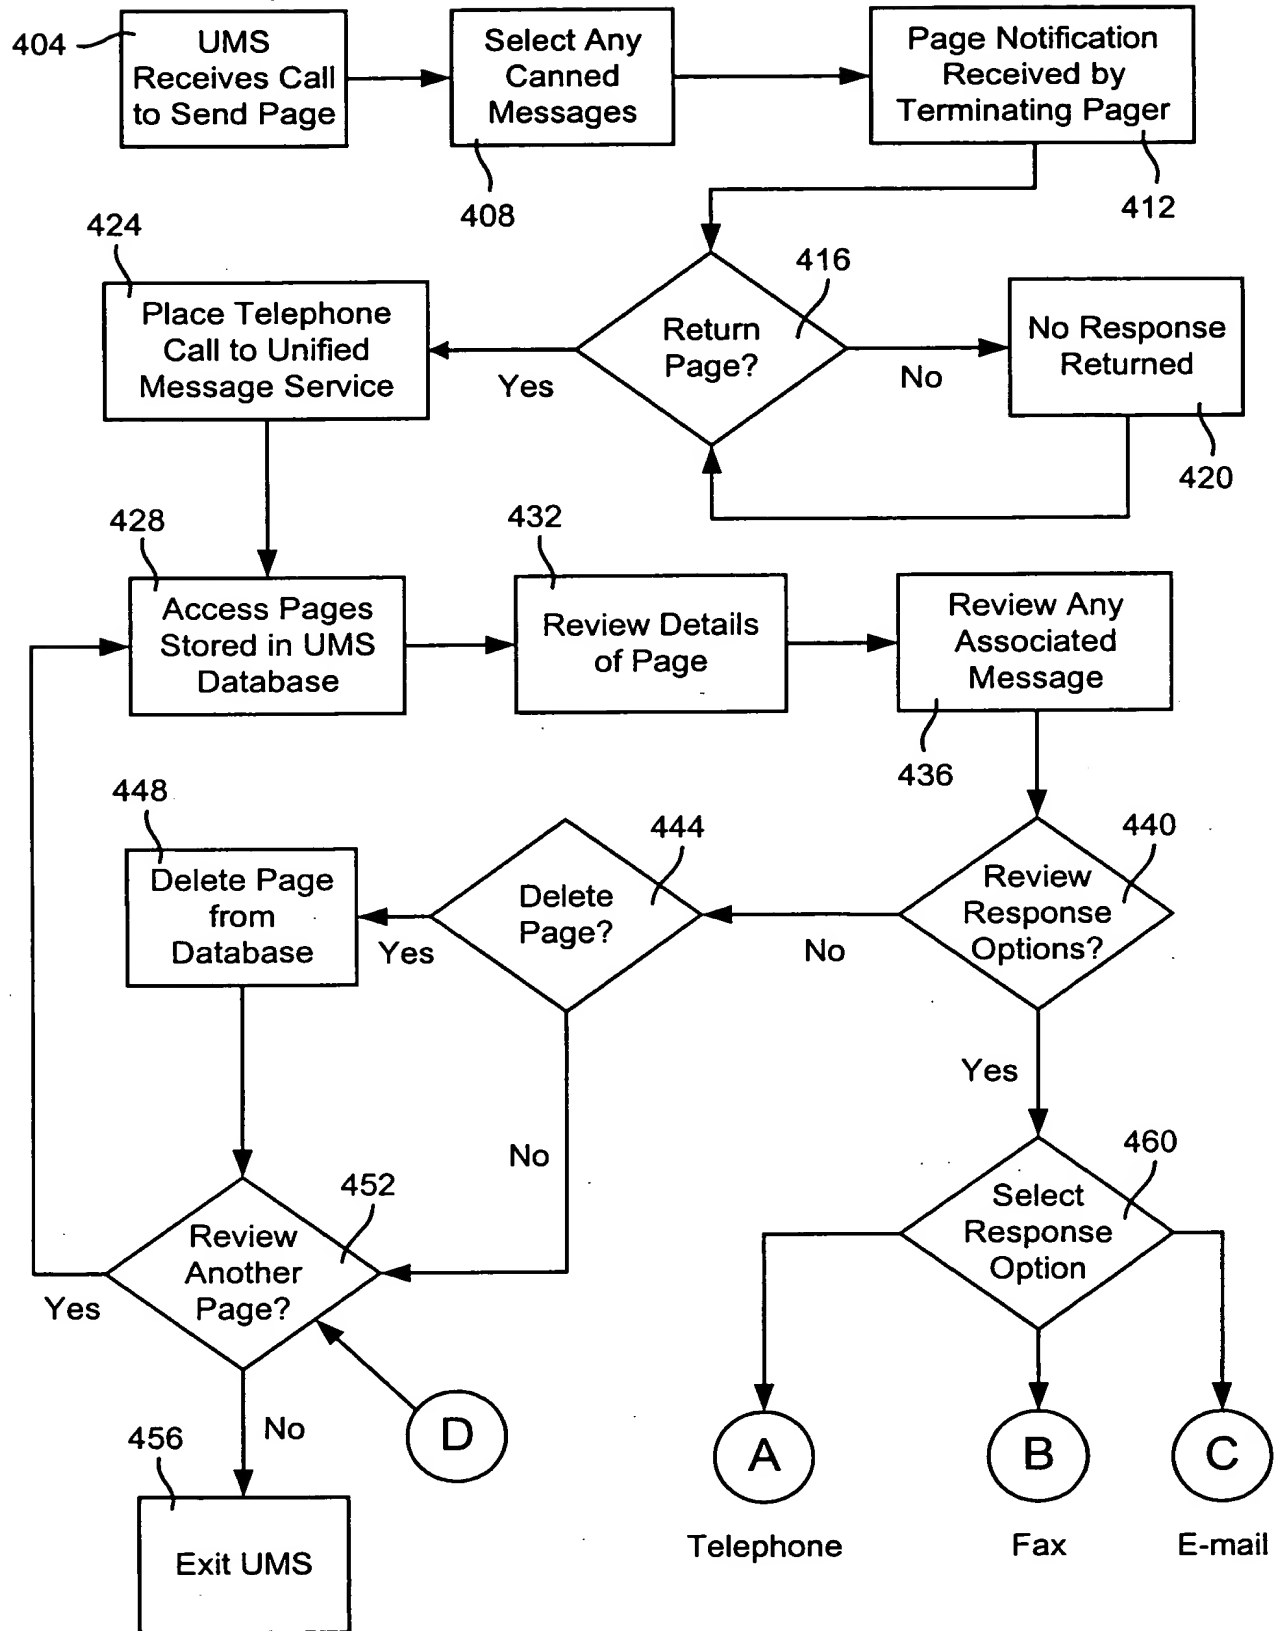 404
UMS
Receives Call
to Send Page
Select Any
Canned
Messages
408
Page Notification
Received by
Terminating Pager
412
424
Place Telephone
Call to Unified
Message Service
416
Return
Page?
Yes
No
No Response
Returned
420
428
Access Pages
Stored in UMS
Database
432
Review Details
of Page
Review Any
Associated
Message
436
448
Delete Page
from
Database
444
Delete
Page?
Yes
No
440
Review
Response
Options?
No
Yes
452
Review
Another
Page?
Yes
No
460
Select
Response
Option
D
456
Exit UMS
A
Telephone
B
Fax
C
E-mail